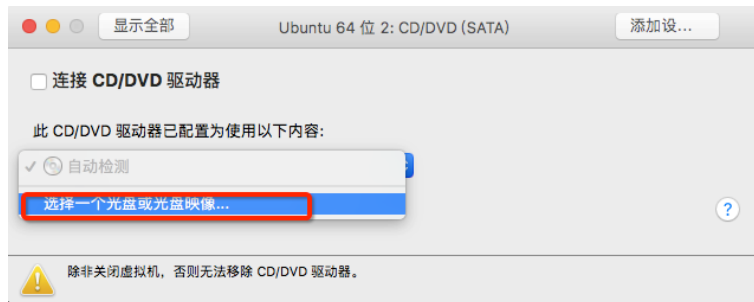 显示全部
Ubuntu 64 位 2: CD/DVD (SATA)
添加设...
连接 CD/DVD 驱动器
此 CD/DVD 驱动器已配置为使用以下内容:
✓ 自动检测
选择一个光盘或光盘映像...
?
除非关闭虚拟机，否则无法移除 CD/DVD 驱动器。